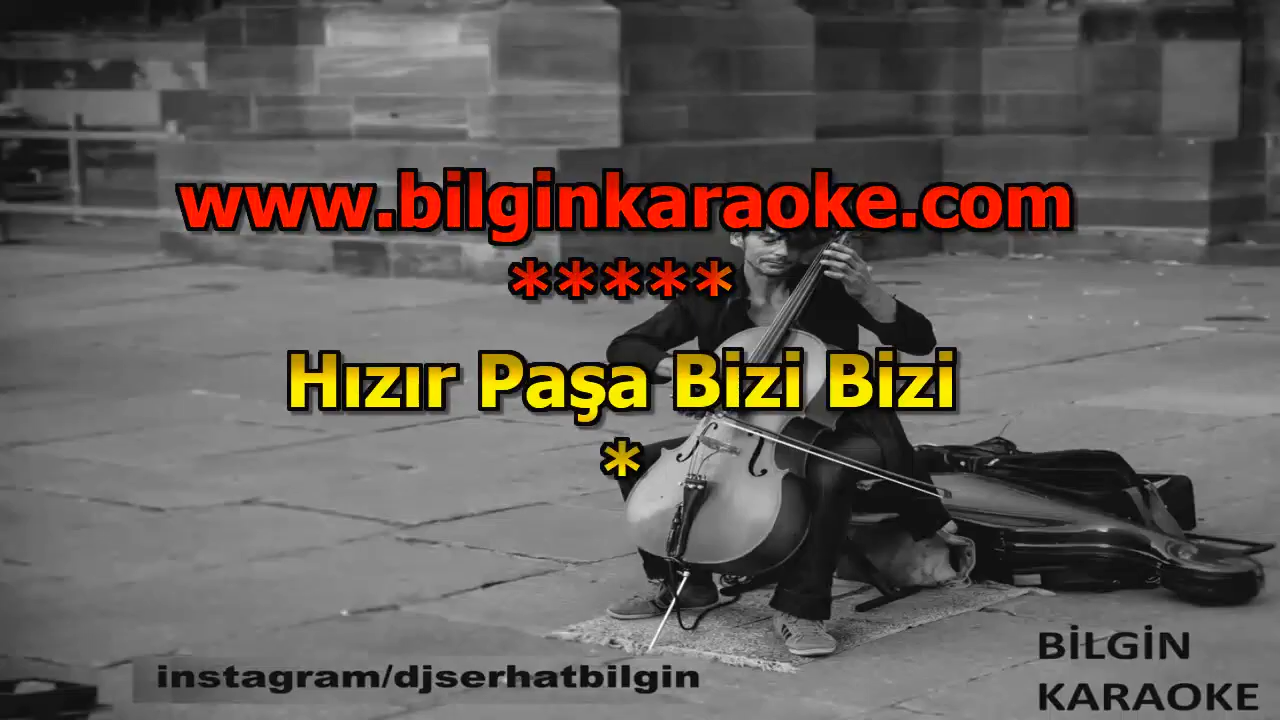 www.bilginkaraoke.com
*****
Hızır Paşa Bizi Bizi
*
instagram/djserhatbilgin
BİLGİN
KARAOKE